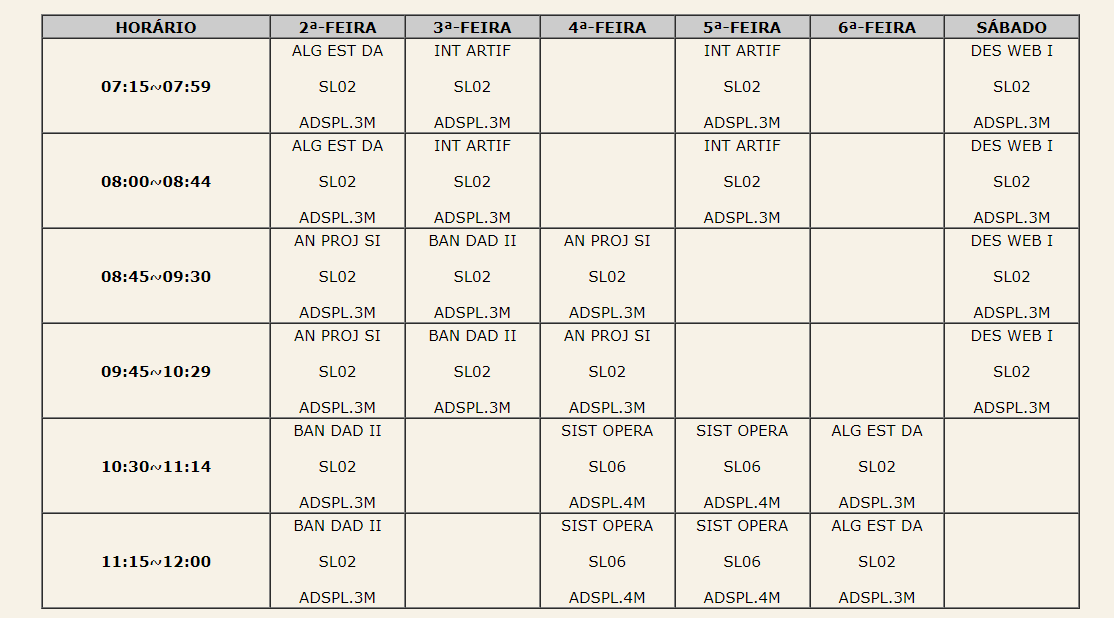 HORÁRIO 2ª-FEIRA 3ª-FEIRA 4ª-FEIRA 5ª-FEIRA 6ª-FEIRA SÁBADO
ALG EST DA INT ARTIF INT ARTIF DES WEB I
07:15~07:59 SL02 SL02 SL02 SL02
ADSPL.3M ADSPL.3M ADSPL.3M ADSPL.3M
ALG EST DA INT ARTIF INT ARTIF DES WEB I
08:00~08:44 SL02 SL02 SL02 SL02
ADSPL.3M ADSPL.3M ADSPL.3M ADSPL.3M
AN PROJ SI BAN DAD II AN PROJ SI DES WEB I
08:45~09:30 SL02 SL02 SL02 SL02
ADSPL.3M ADSPL.3M ADSPL.3M ADSPL.3M
AN PROJ SI BAN DAD II AN PROJ SI DES WEB I
09:45~10:29 SL02 SL02 SL02 SL02
ADSPL.3M ADSPL.3M ADSPL.3M ADSPL.3M
BAN DAD II SIST OPERA SIST OPERA ALG EST DA
10:30~11:14 SL02 SL06 SL06 SL02
ADSPL.3M ADSPL.4M ADSPL.4M ADSPL.3M
BAN DAD II SIST OPERA SIST OPERA ALG EST DA
11:15~12:00 SL02 SL06 SL06 SL02
ADSPL.3M ADSPL.4M ADSPL.4M ADSPL.3M